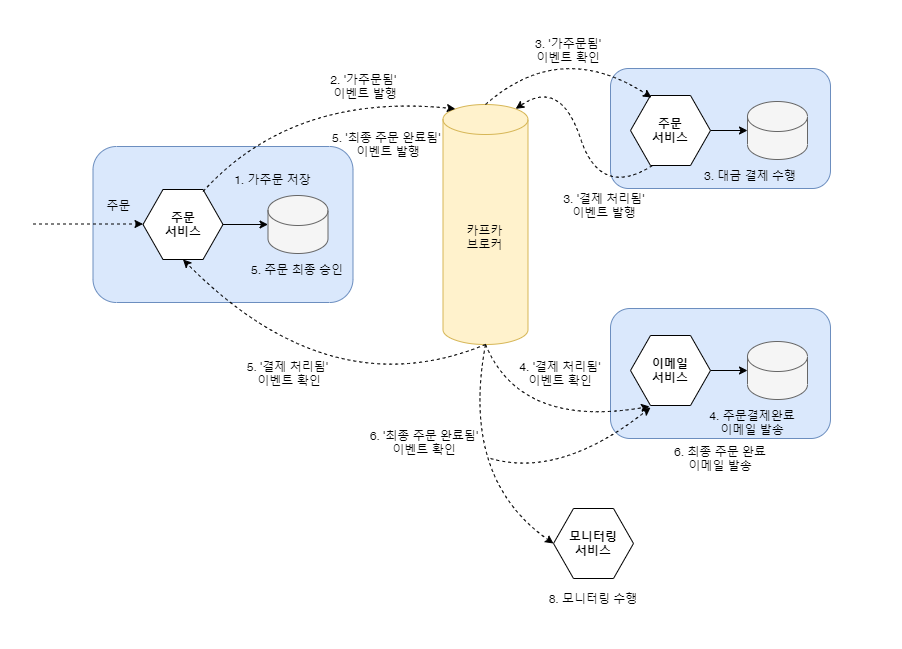 3. '가주문됨'
이벤트 확인
2. '가주문됨'
이벤트 발행
5. '최종 주문 완료됨'
이벤트 발행
주문
서비스
3. 대금 결제 수행
1. 가주문 저장
주문
주문
서비스
3. '결제 처리됨'
이벤트 발행
카프카
브로커
5. 주문 최종 승인
5. '결제 처리됨'
이벤트 확인
4. '결제 처리됨'
이벤트 확인
이메일
서비스
4. 주문결제완료
이메일 발송
6. '최종 주문 완료됨'
이벤트 확인
6. 최종 주문 완료
이메일 발송
모니터링
서비스
8. 모니터링 수행